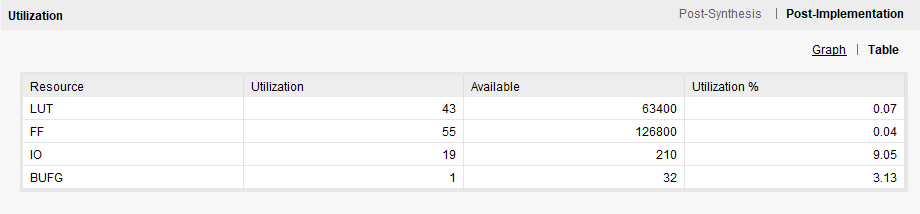 Utilization Post-Synthesis | Post-Implementation
Graph | Table
Resource Utilization Available Utilization %
LUT 43 63400 0.07
FF 55 126800 0.04
IO 19 210 9.05
BUFG 1 32 3.13